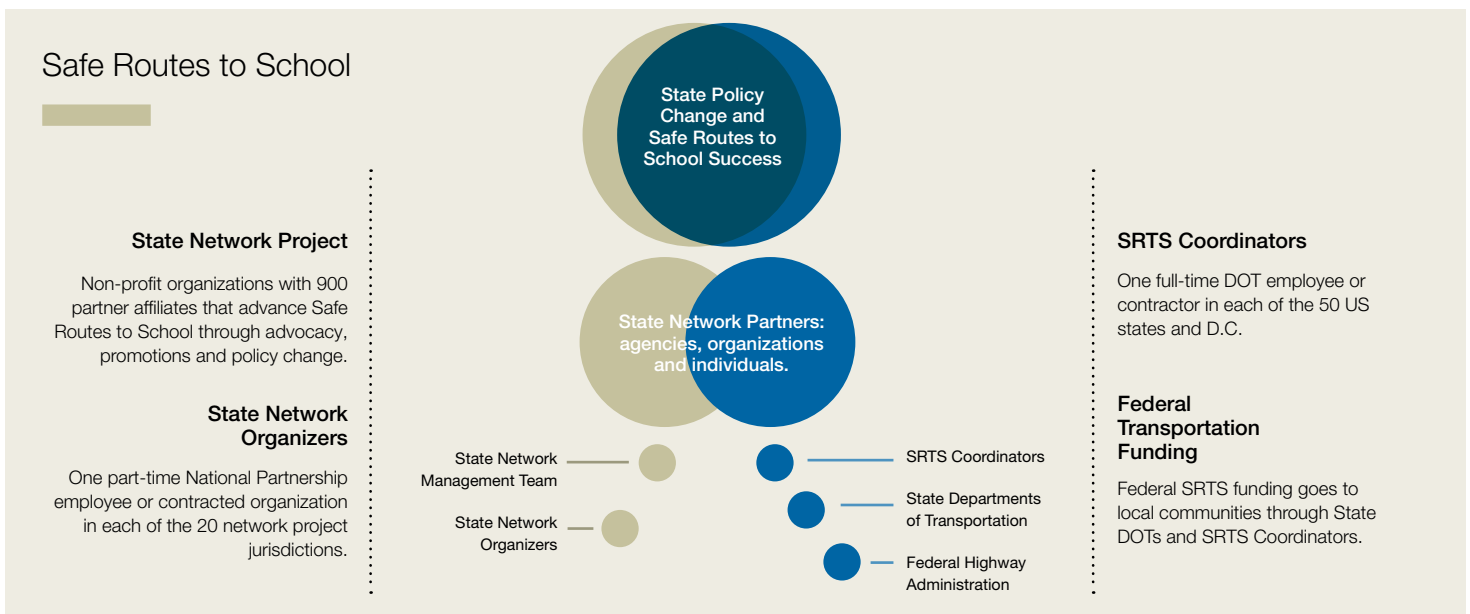 Safe Routes to School
State Policy
Change and
Safe Routes to
School Success
State Network Project
Non-profit organizations with 900
partner affiliates that advance Safe
Routes to School through advocacy,
promotions and policy change.
State Network
Organizers
One part-time National Partnership
employee or contracted organization
in each of the 20 network project
jurisdictions.
State Network Partners:
agencies, organizations
and individuals.
State Network
Management Team
State Network
Organizers
SRTS Coordinators
State Departments
of Transportation
Federal Highway
Administration
SRTS Coordinators
One full-time DOT employee or
contractor in each of the 50 US
states and D.C.
Federal
Transportation
Funding
Federal SRTS funding goes to
local communities through State
DOTs and SRTS Coordinators.